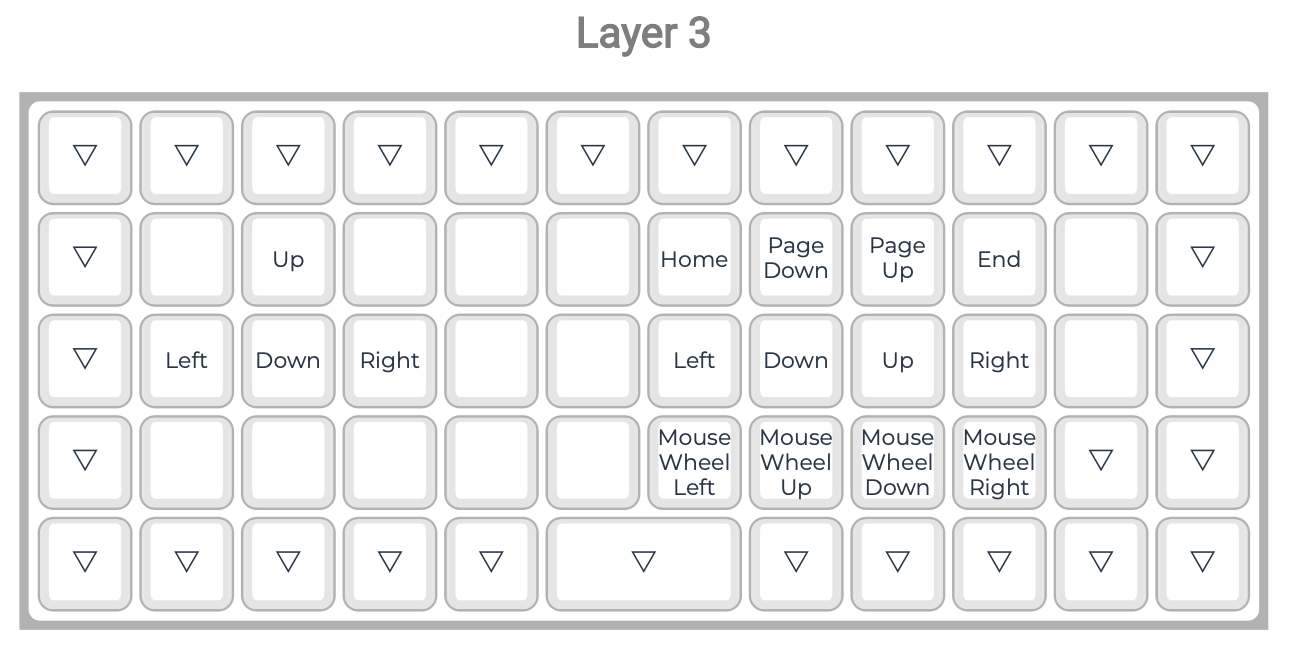 Layer 3
▽ ▽ ▽ ▽ ▽ ▽ ▽ ▽ ▽ ▽ ▽ ▽
▽ Up Home Page Down Page Up End ▽
▽ Left Down Right Left Down Up Right ▽
▽ Mouse Wheel Left Mouse Wheel Up Mouse Wheel Down Mouse Wheel Right ▽ ▽
▽ ▽ ▽ ▽ ▽ ▽ ▽ ▽ ▽ ▽ ▽